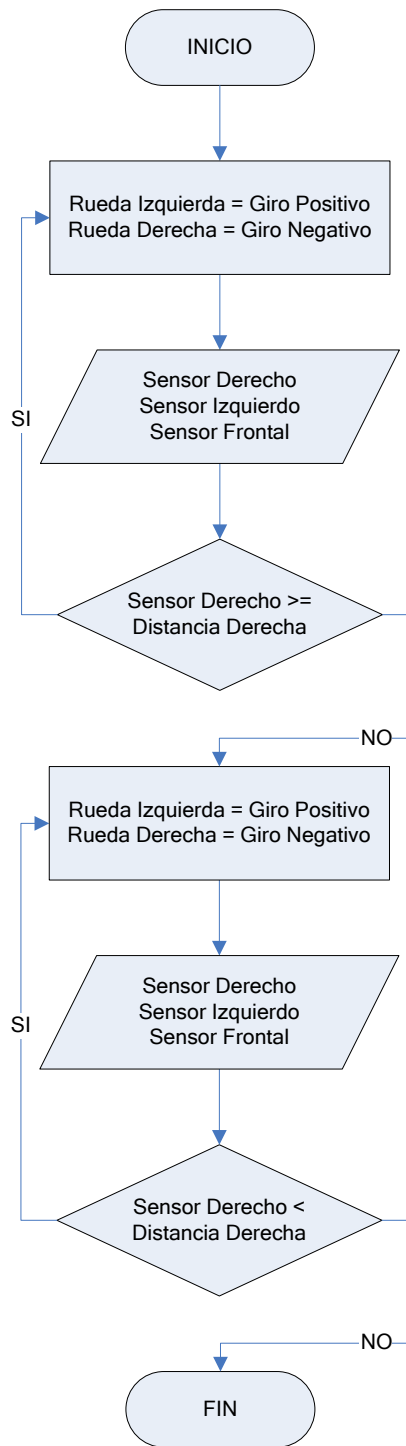 INICIO
Rueda Izquierda = Giro Positivo
Rueda Derecha = Giro Negativo
Sensor Derecho
Sensor Izquierdo
Sensor Frontal
SI
Sensor Derecho >=
Distancia Derecha
NO
Rueda Izquierda = Giro Positivo
Rueda Derecha = Giro Negativo
Sensor Derecho
Sensor Izquierdo
Sensor Frontal
SI
Sensor Derecho <
Distancia Derecha
NO
FIN